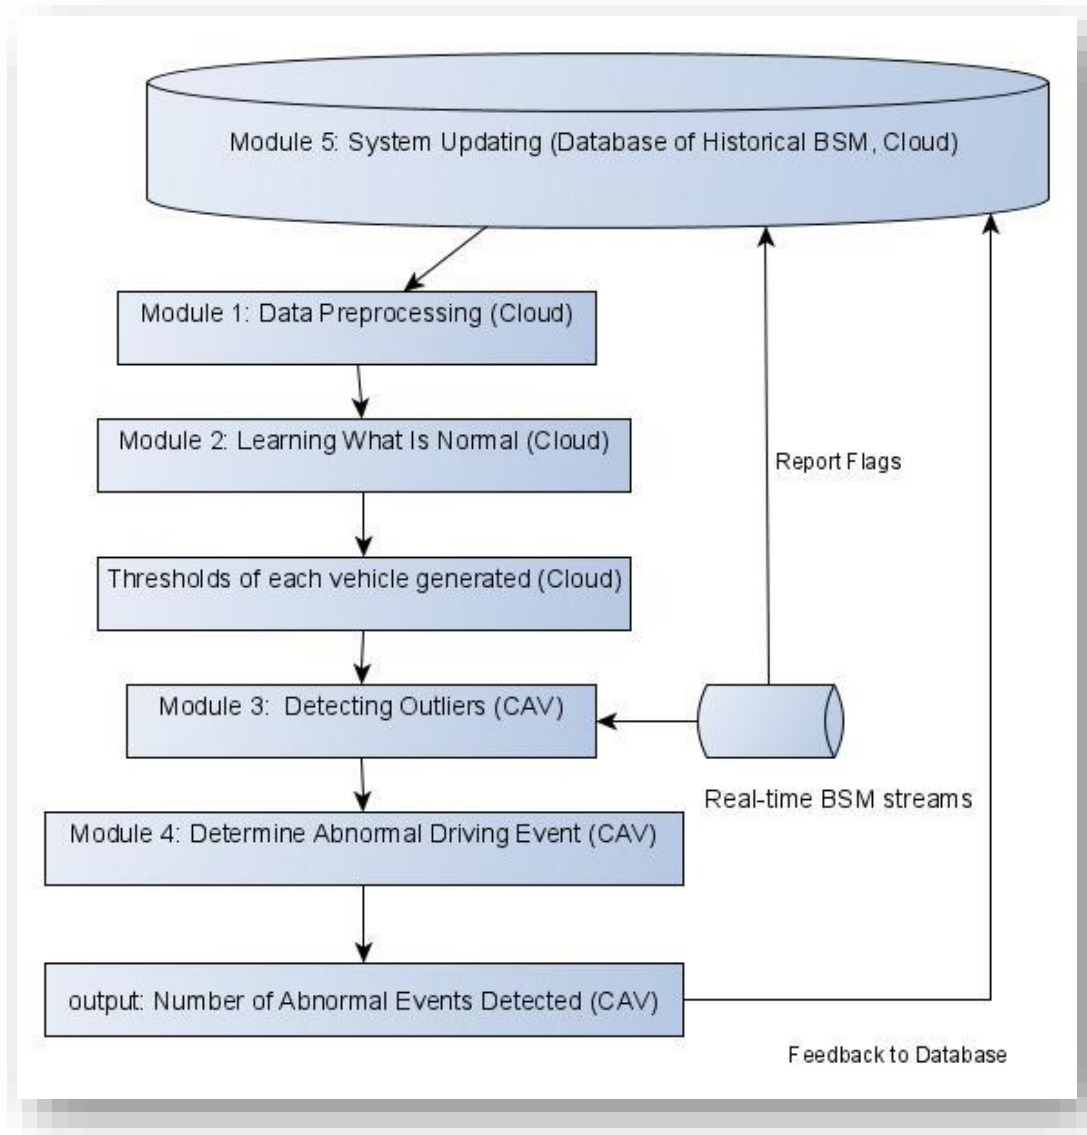 Module 5: System Updating (Database of Historical BSM, Cloud)
Module 1: Data Preprocessing (Cloud)
Module 2: Learning What Is Normal (Cloud)
Report Flags
Thresholds of each vehicle generated (Cloud)
Module 3:  Detecting Outliers (CAV)
Real-time BSM streams
Module 4: Determine Abnormal Driving Event (CAV)
output: Number of Abnormal Events Detected (CAV)
Feedback to Database